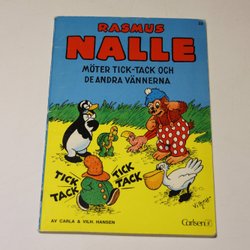 RASMUS
NALLE
MÖTER TICK-TACK OCH
DE ANDRA VÄNNERNA
TICK
TACK
TICK
TACK
AV CARLA & VILH. HANSEN
Carlsen